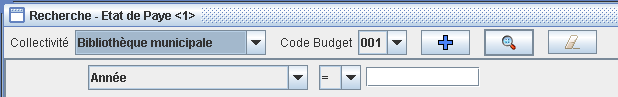 Recherche - Etat de Paye <1>
Collectivité Bibliothèque municipale Code Budget 001
Année =